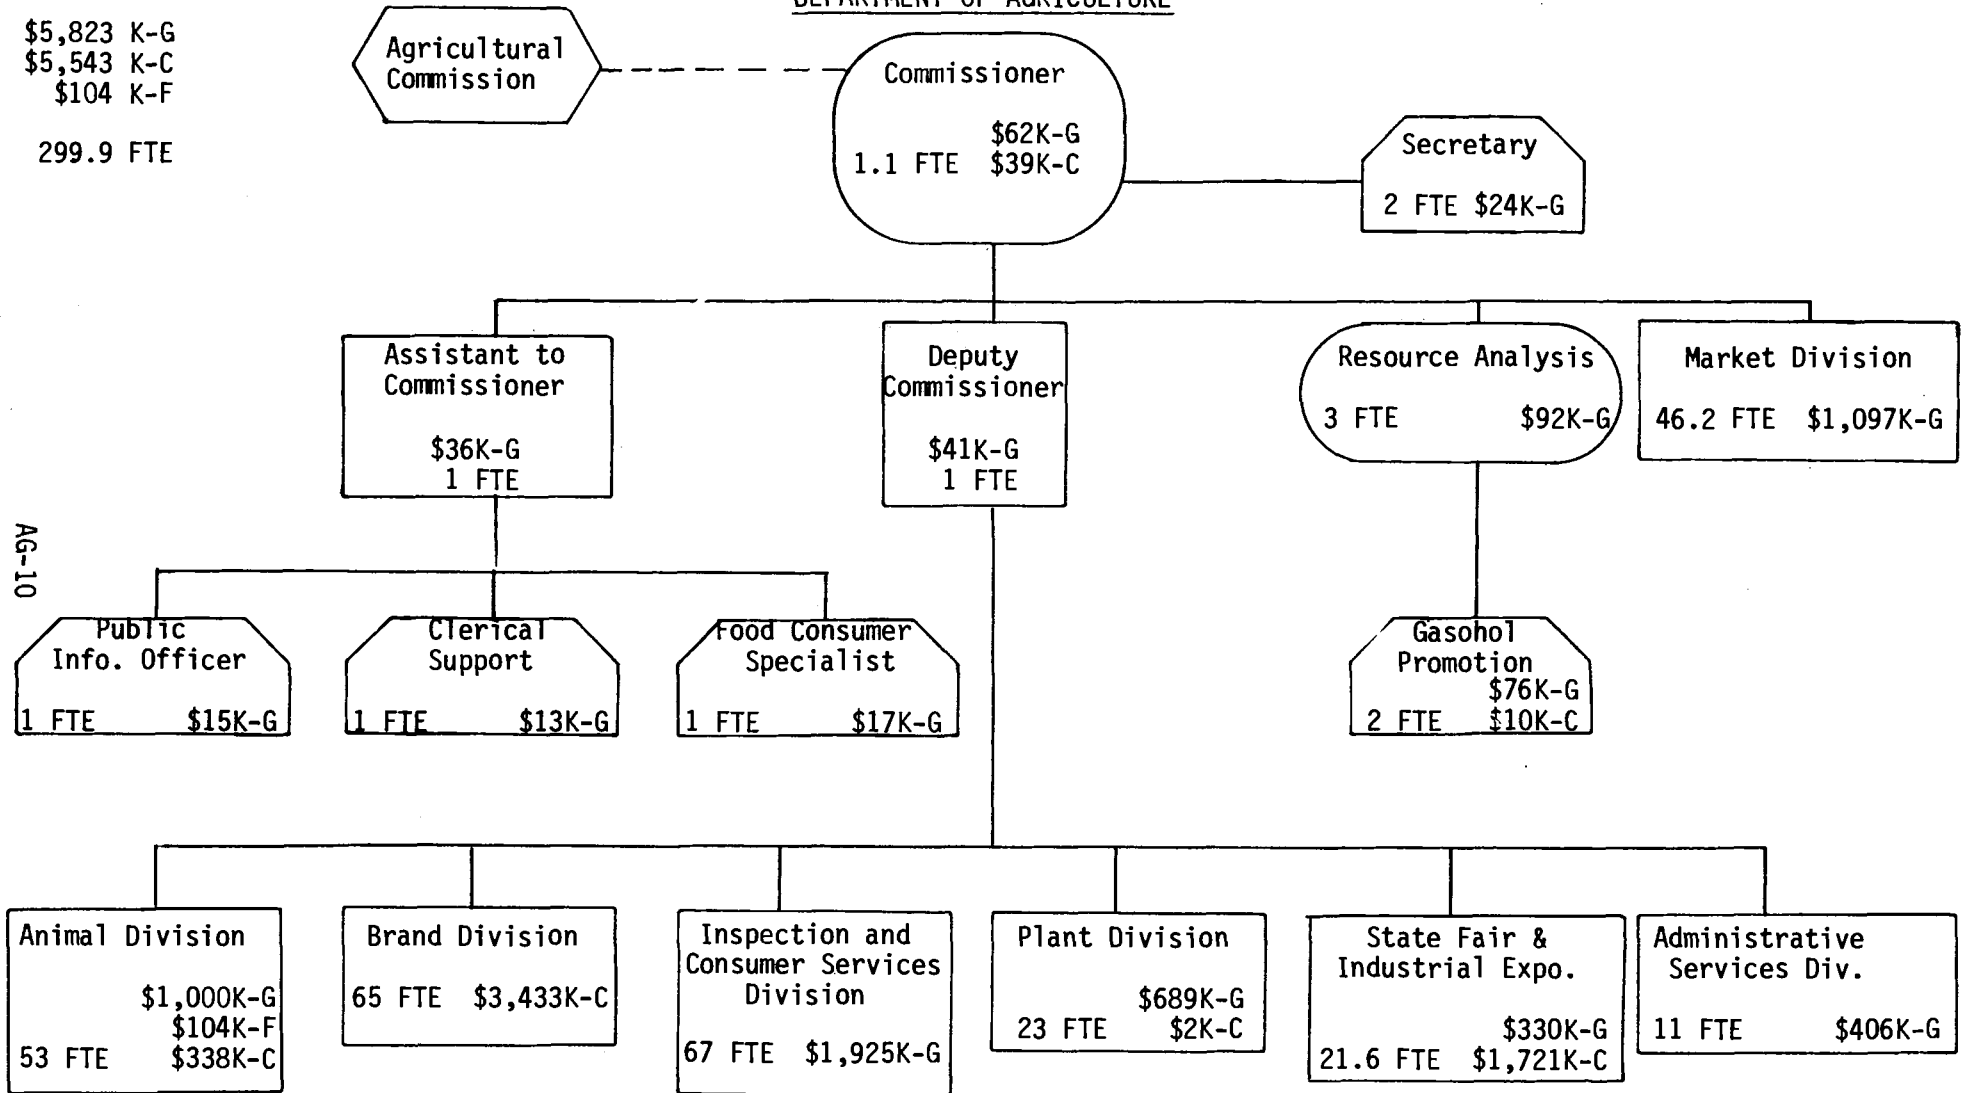 DEPARTMENT OF AGRICULTURE
$5,823 K-G
$5,543 K-C
$104 K-F
299.9 FTE
Agricultural
Commission
Commissioner
$62K-G
1.1 FTE $39K-C
Secretary
2 FTE $24K-G
Assistant to
Commissioner
$36K-G
1 FTE
Deputy
Commissioner
$41K-G
1 FTE
Resource Analysis
3 FTE $92K-G
Market Division
46.2 FTE $1,097K-G
AG-10
Public
Info. Officer
1 FTE $15K-G
Clerical
Support
1 FTE $13K-G
Food Consumer
Specialist
1 FTE $17K-G
Gasohol
Promotion
$76K-G
2 FTE $10K-C
Animal Division
$1,000K-G
$104K-F
53 FTE $338K-C
Brand Division
65 FTE $3,433K-C
Inspection and
Consumer Services
Division
67 FTE $1,925K-G
Plant Division
$689K-G
23 FTE $2K-C
State Fair &
Industrial Expo.
$330K-G
21.6 FTE $1,721K-C
Administrative
Services Div.
11 FTE $406K-G